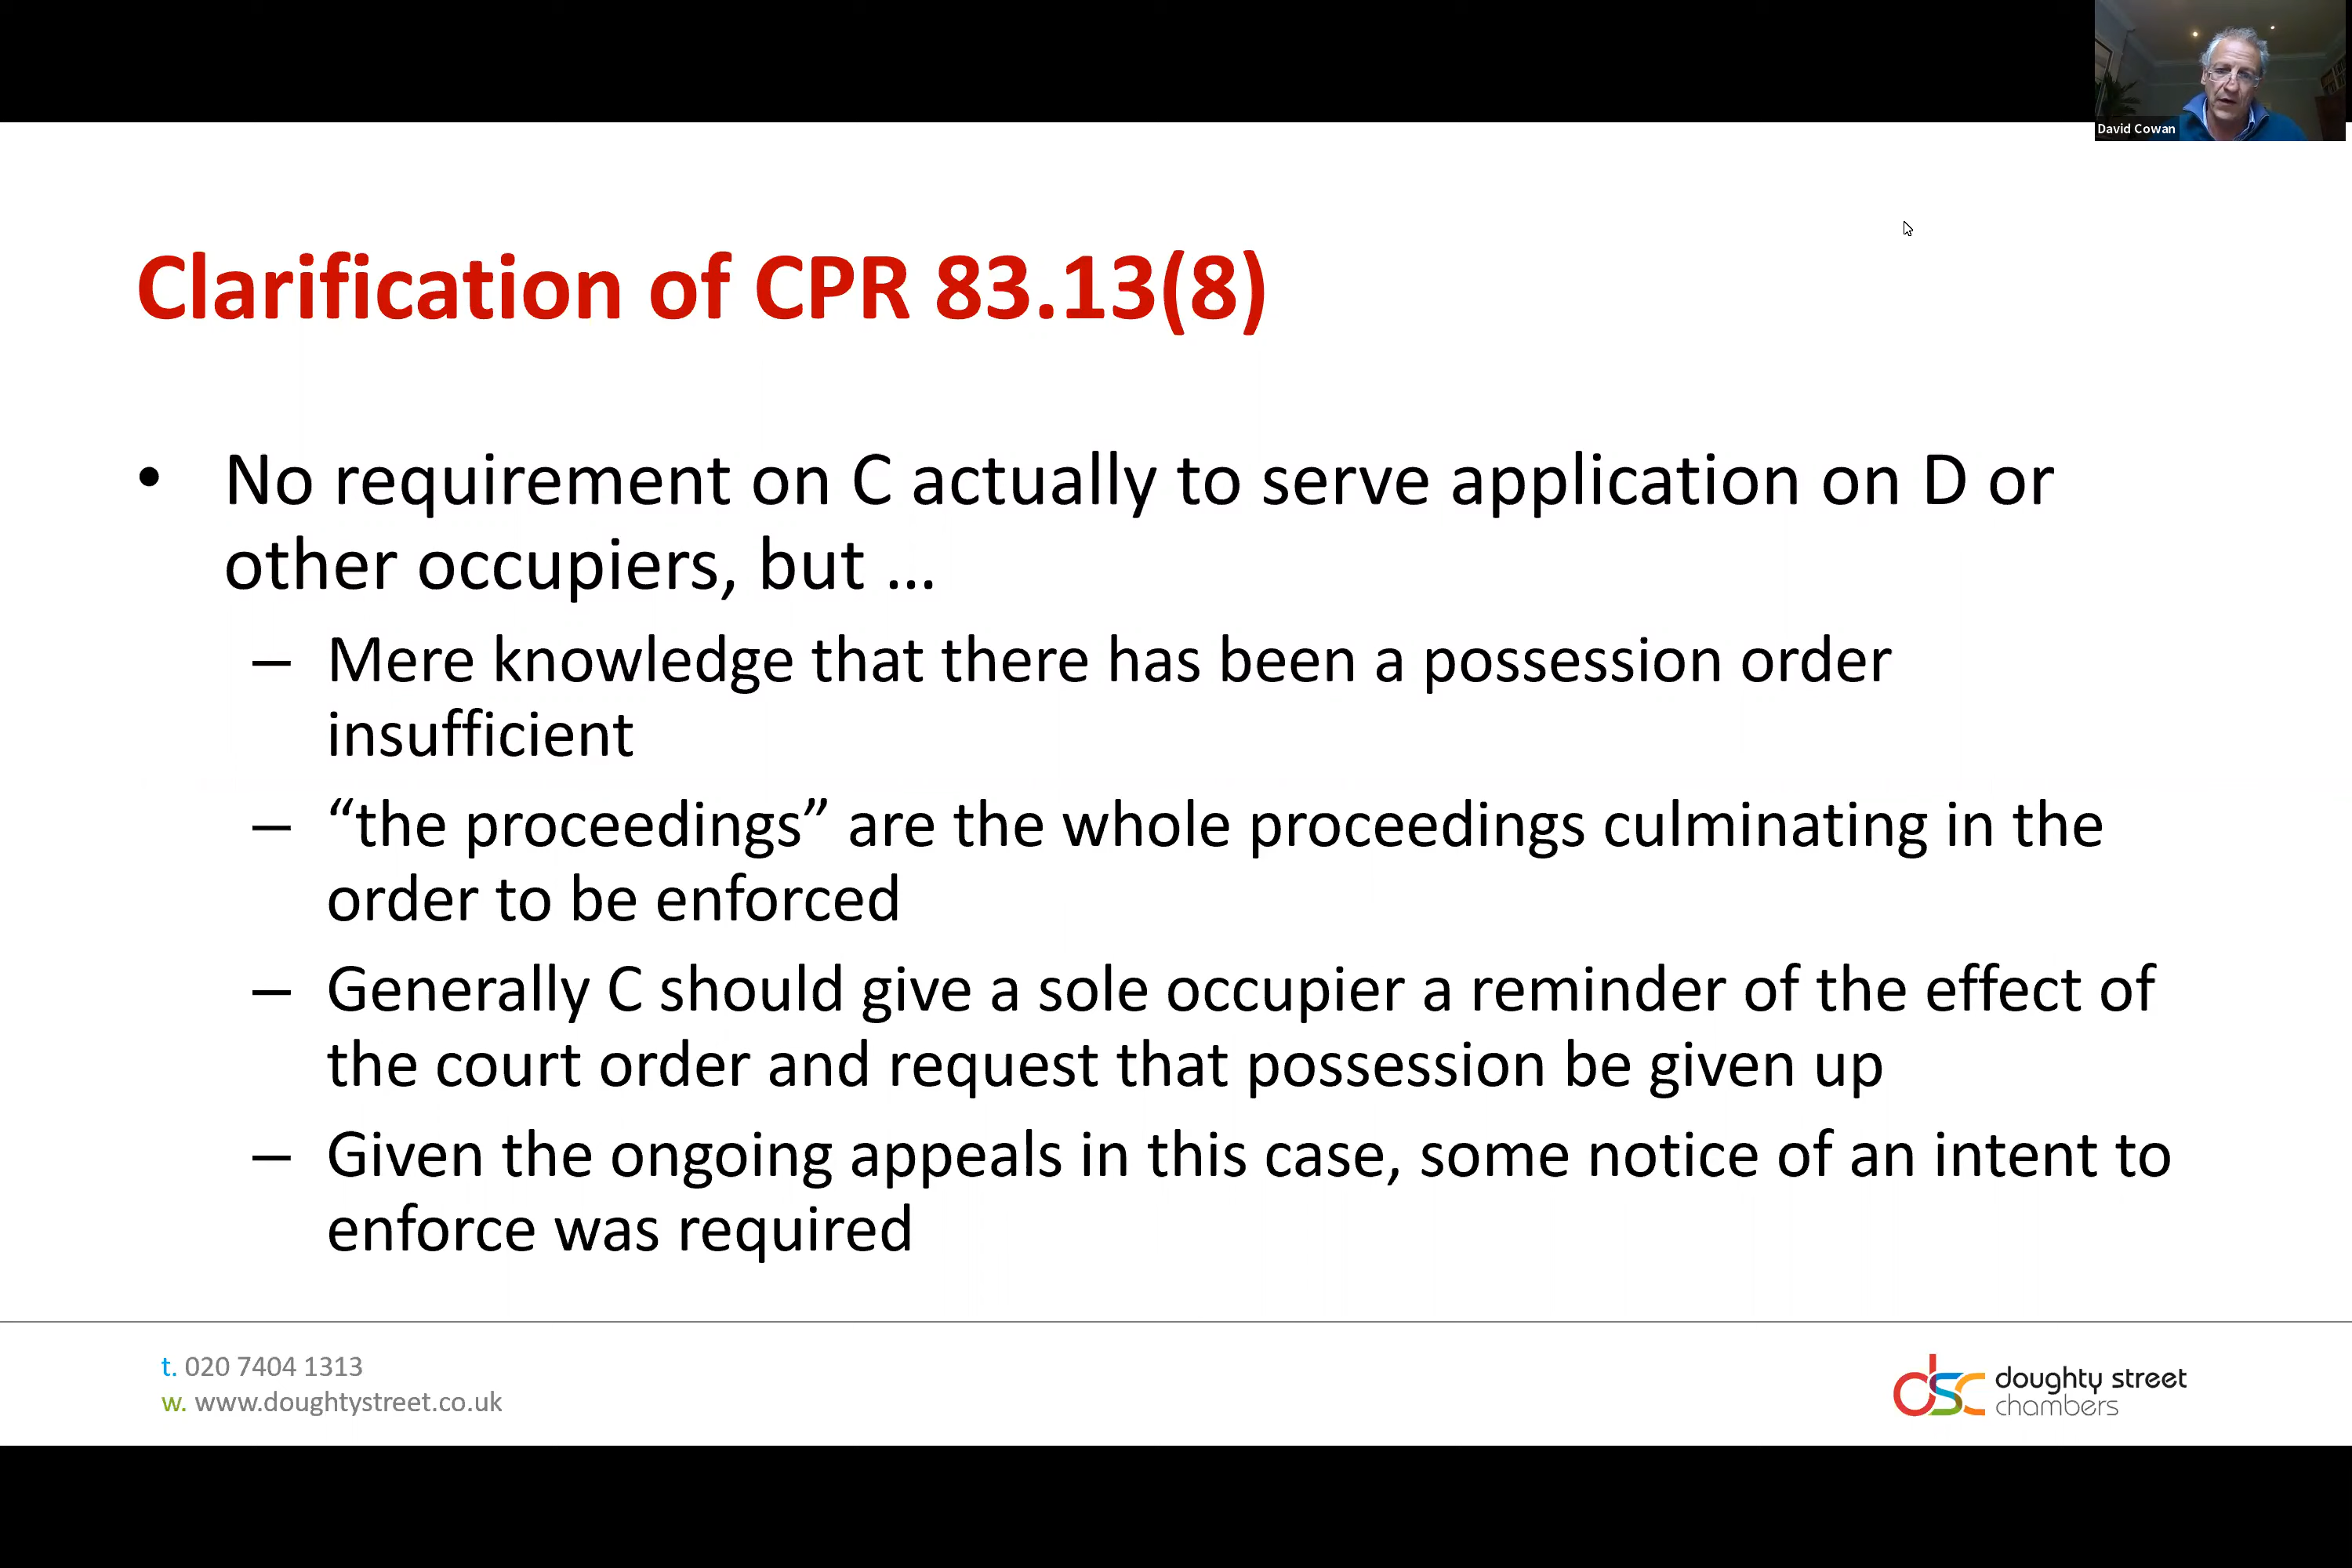 David Cowan
Clarification of CPR 83.13(8)
• No requirement on C actually to serve application on D or
other occupiers, but …
– Mere knowledge that there has been a possession order
insufficient
– “the proceedings” are the whole proceedings culminating in the
order to be enforced
– Generally C should give a sole occupier a reminder of the effect of
the court order and request that possession be given up
– Given the ongoing appeals in this case, some notice of an intent to
enforce was required
t. 020 7404 1313
w. www.doughtystreet.co.uk
dsc doughty street
chambers